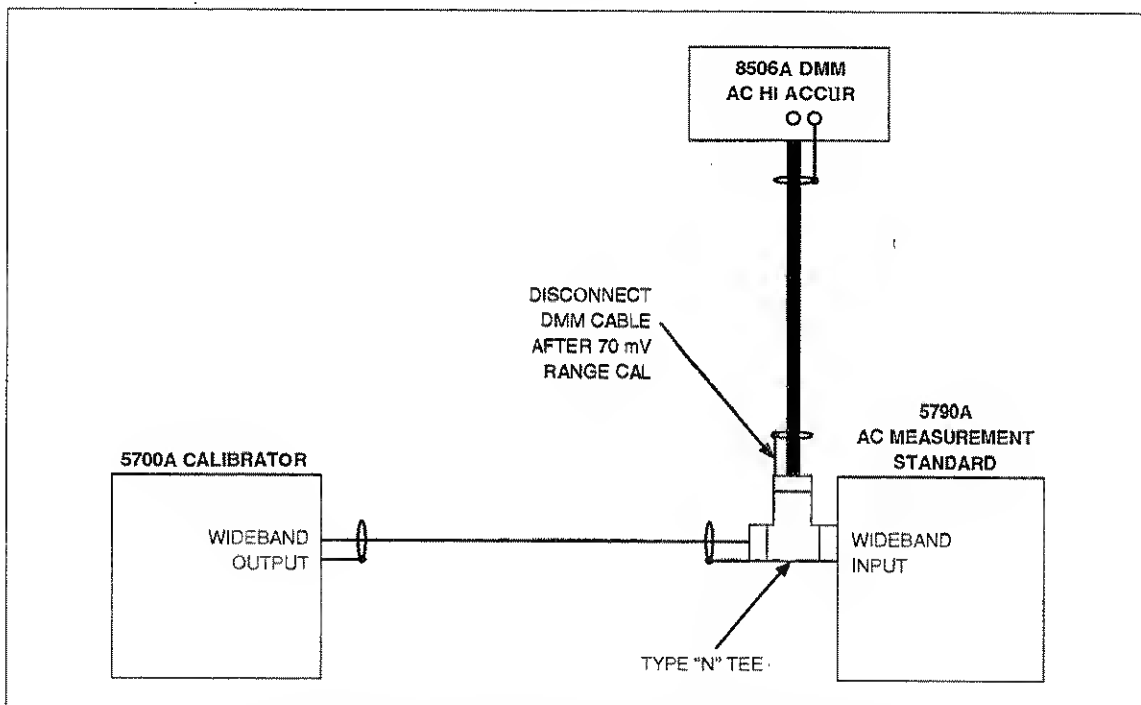 8506A DMM
AC HI ACCUR
DISCONNECT
DMM CABLE
AFTER 70 mV
RANGE CAL
5700A CALIBRATOR
WIDEBAND
OUTPUT
5790A
AC MEASUREMENT
STANDARD
WIDEBAND
INPUT
TYPE "N" TEE